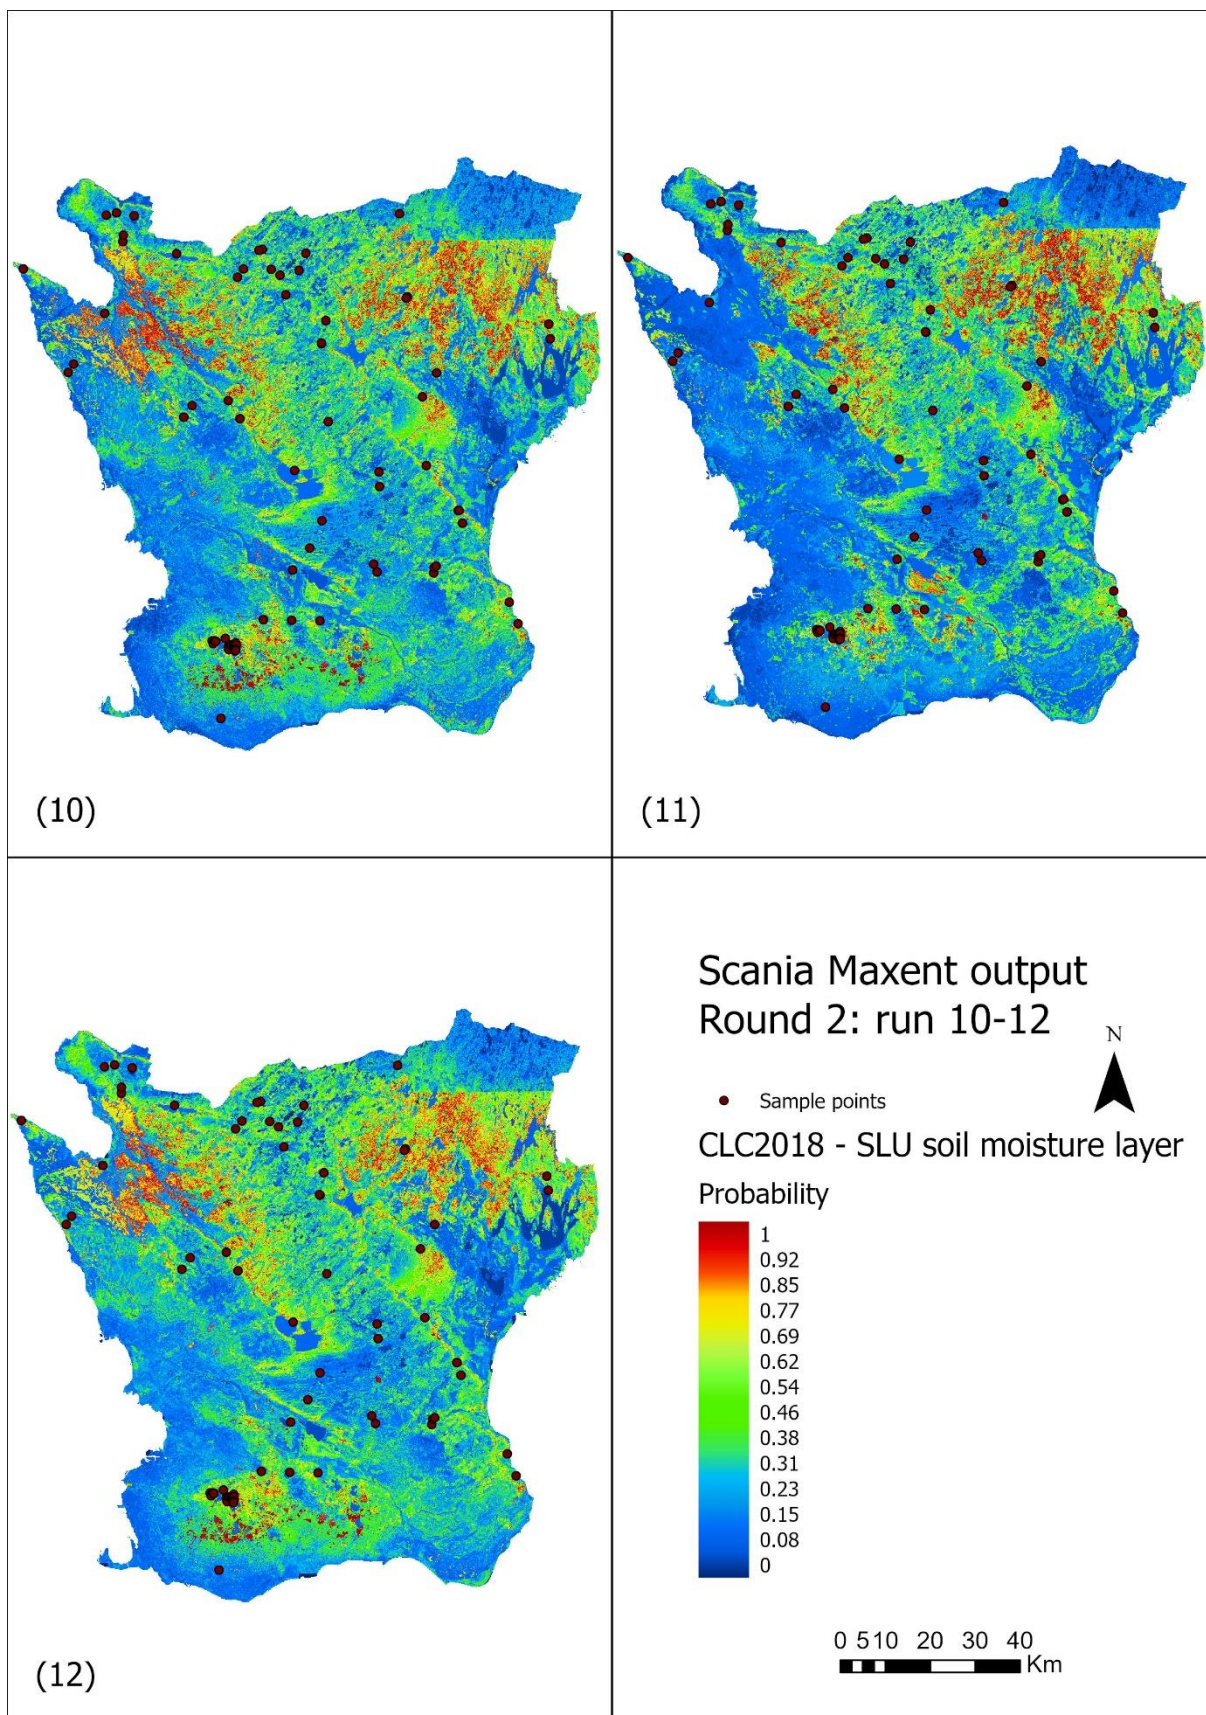 (10)
(11)
(12)
Scania Maxent output
Round 2: run 10-12
N
Sample points
CLC2018 - SLU soil moisture layer
Probability
1
0.92
0.85
0.77
0.69
0.62
0.54
0.46
0.38
0.31
0.23
0.15
0.08
0
0 5 10 20 30 40
Km